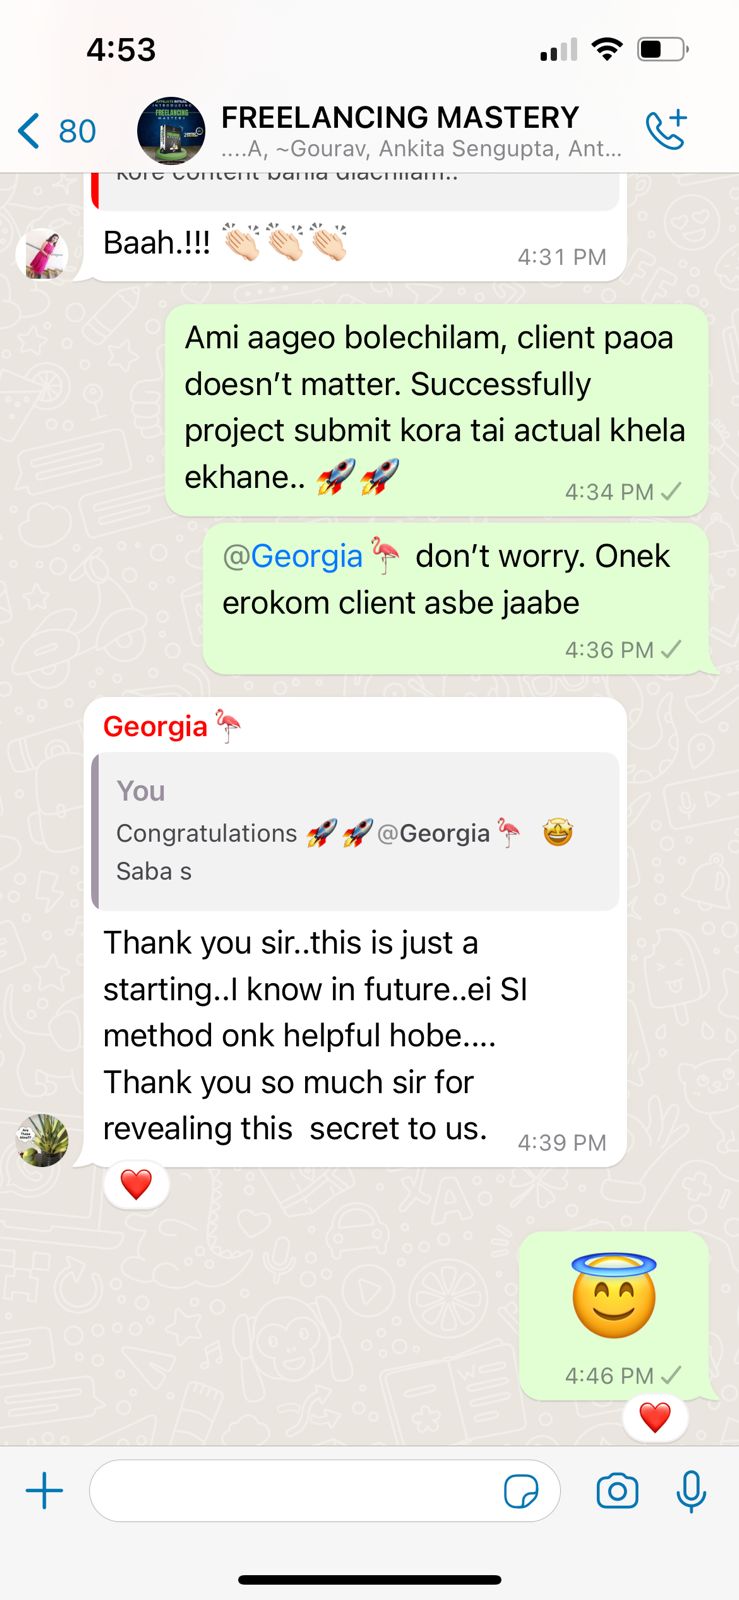 4:53
80
FREELANCING MASTERY
....A, ~Gourav, Ankita Sengupta, Ant...
kore content bania diachilam..
Baah.!!! 👏🏻👏🏻👏🏻
4:31 PM
Ami aageo bolechilam, client paoa
doesn't matter. Successfully
project submit kora tai actual khela
ekhane.. 🚀🚀
4:34 PM
@Georgia🦩 don't worry. Onek
erokom client asbe jaabe
4:36 PM
Georgia🦩
You
Congratulations 🚀🚀@Georgia🦩 🤩
Saba s
Thank you sir..this is just a
starting..I know in future..ei SI
method onk helpful hobe....
Thank you so much sir for
revealing this  secret to us.
4:39 PM
❤️
😇
4:46 PM
❤️